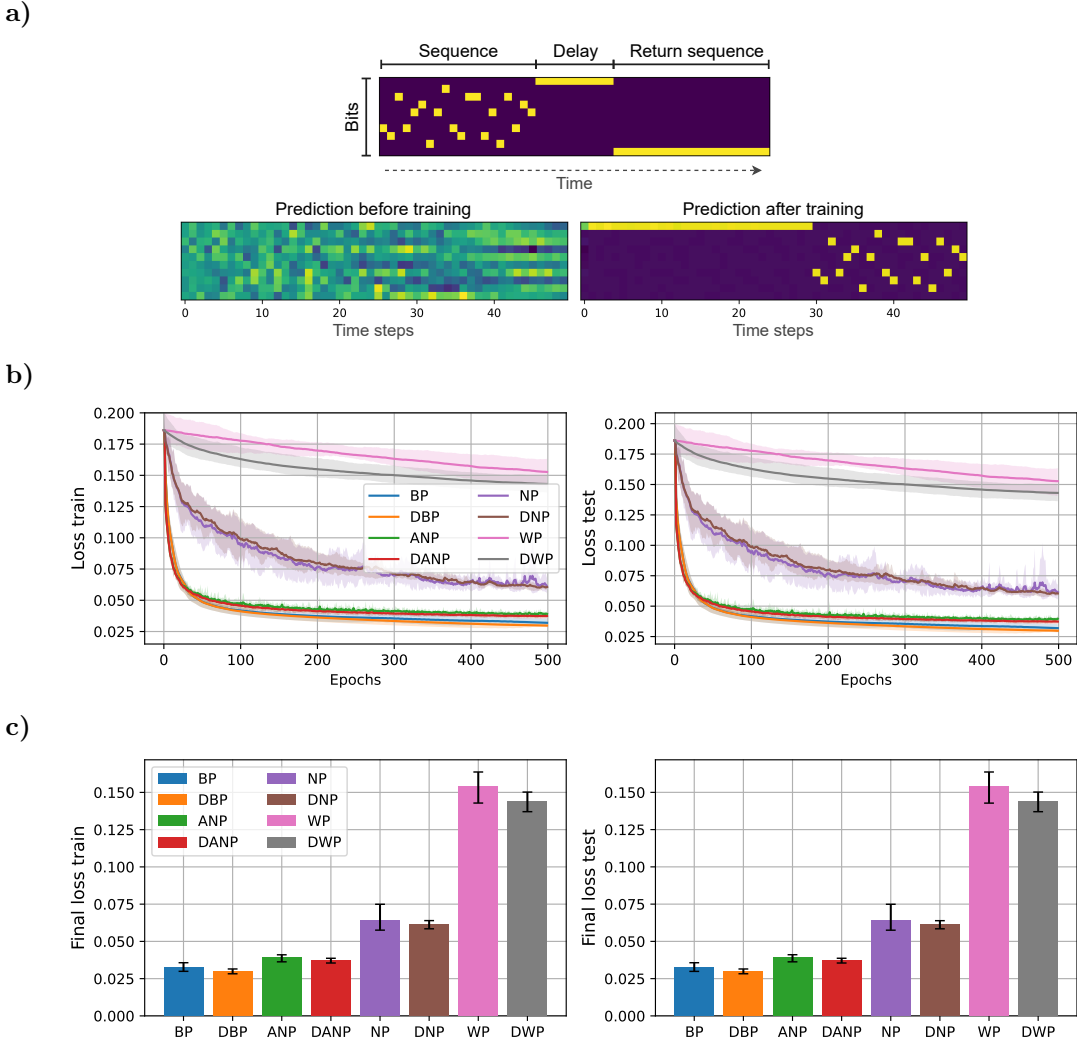 a)
Sequence Delay Return sequence
Bits
Time
Prediction before training Prediction after training
0 10 20 30 40 0 10 20 30 40
Time steps Time steps
b)
Loss train
0.200
0.175
0.150
0.125
0.100
0.075
0.050
0.025
0 100 200 300 400 500
Epochs
BP NP
DBP DNP
ANP WP
DANP DWP
Loss test
0.200
0.175
0.150
0.125
0.100
0.075
0.050
0.025
0 100 200 300 400 500
Epochs
c)
Final loss train
0.150
0.125
0.100
0.075
0.050
0.025
0.000
BP NP
DBP DNP
ANP WP
DANP DWP
BP DBP ANP DANP NP DNP WP DWP
Final loss test
0.150
0.125
0.100
0.075
0.050
0.025
0.000
BP DBP ANP DANP NP DNP WP DWP